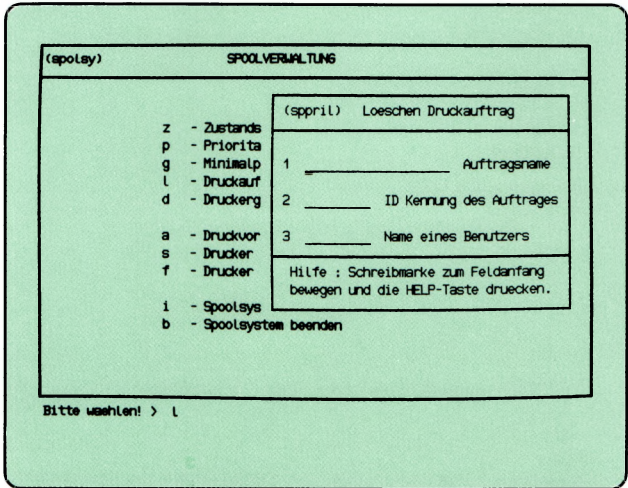 (spolsy) SPOOLVERWALTUNG
(sppril) Loeschen Druckauftrag
z - Zustands
p - Priorita
g - Minimalp
l - Druckauf
d - Druckerg
a - Druckvor
s - Drucker
f - Drucker
i - Spoolsys
b - Spoolsystem beenden
1 Auftragsname
2 ID Kennung des Auftrages
3 Name eines Benutzers
Hilfe : Schreibmarke zum Feldanfang
bewegen und die HELP-Taste druecken.
Bitte waehlen! > l